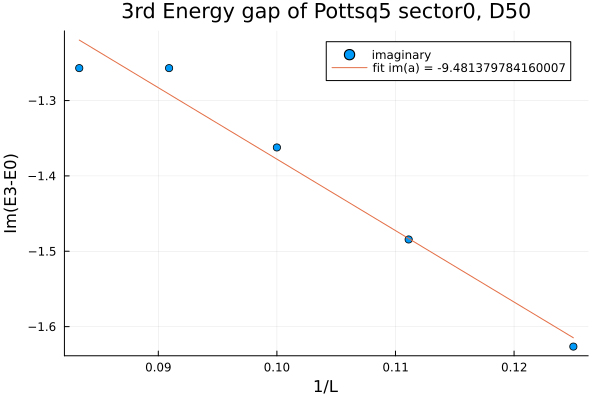 3rd Energy gap of Pottsq5 sector0, D50
imaginary
fit im(a) = -9.481379784160007
Im(E3-E0)
−1.3
−1.4
−1.5
−1.6
0.09
0.10
0.11
0.12
1/L